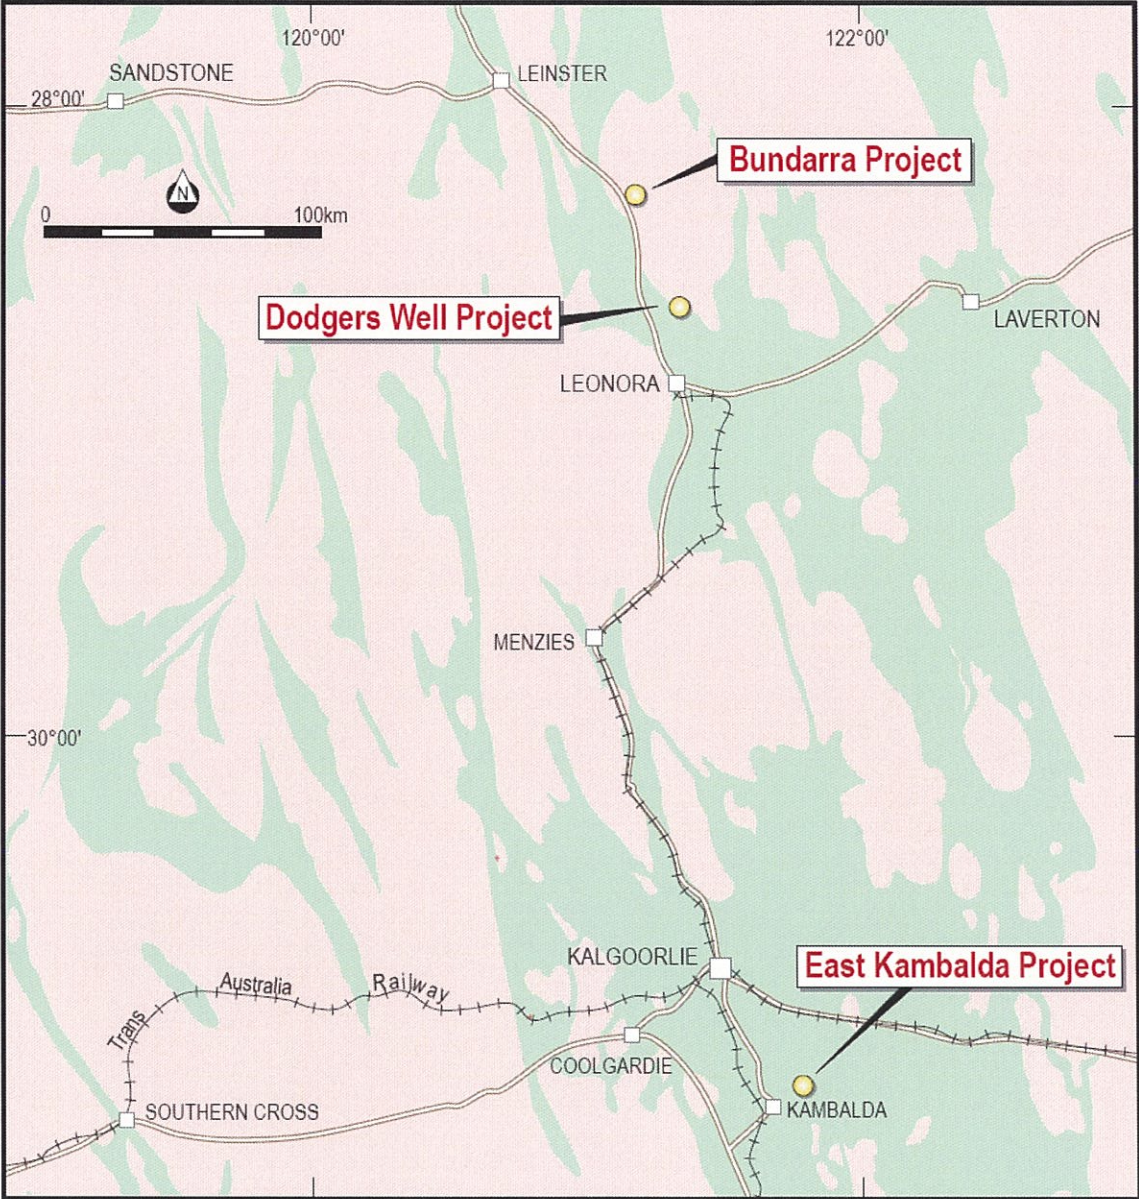 120°00'
122°00'
SANDSTONE
LEINSTER
28°00'
Bundarra Project
N
0
100km
Dodgers Well Project
LAVERTON
LEONORA
MENZIES
30°00'
KALGOORLIE
East Kambalda Project
Trans Australia Railway
COOLGARDIE
SOUTHERN CROSS
KAMBALDA